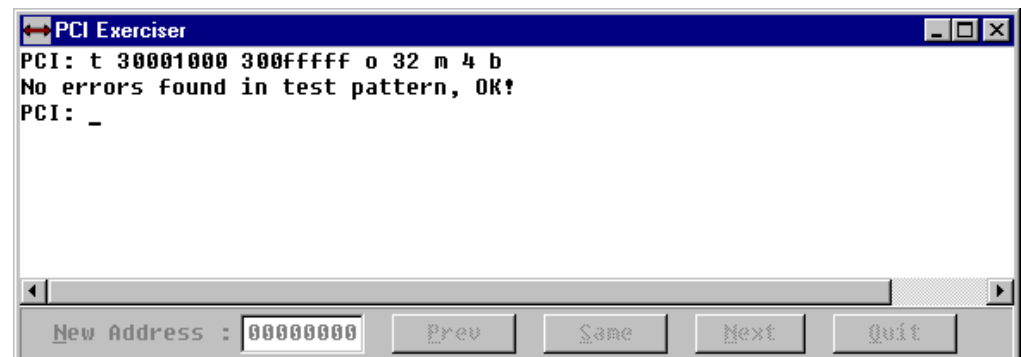 PCI Exerciser
PCI: t 30001000 300fffff o 32 m 4 b
No errors found in test pattern, OK!
PCI: _
New Address : 00000000 Prev Same Next Quit